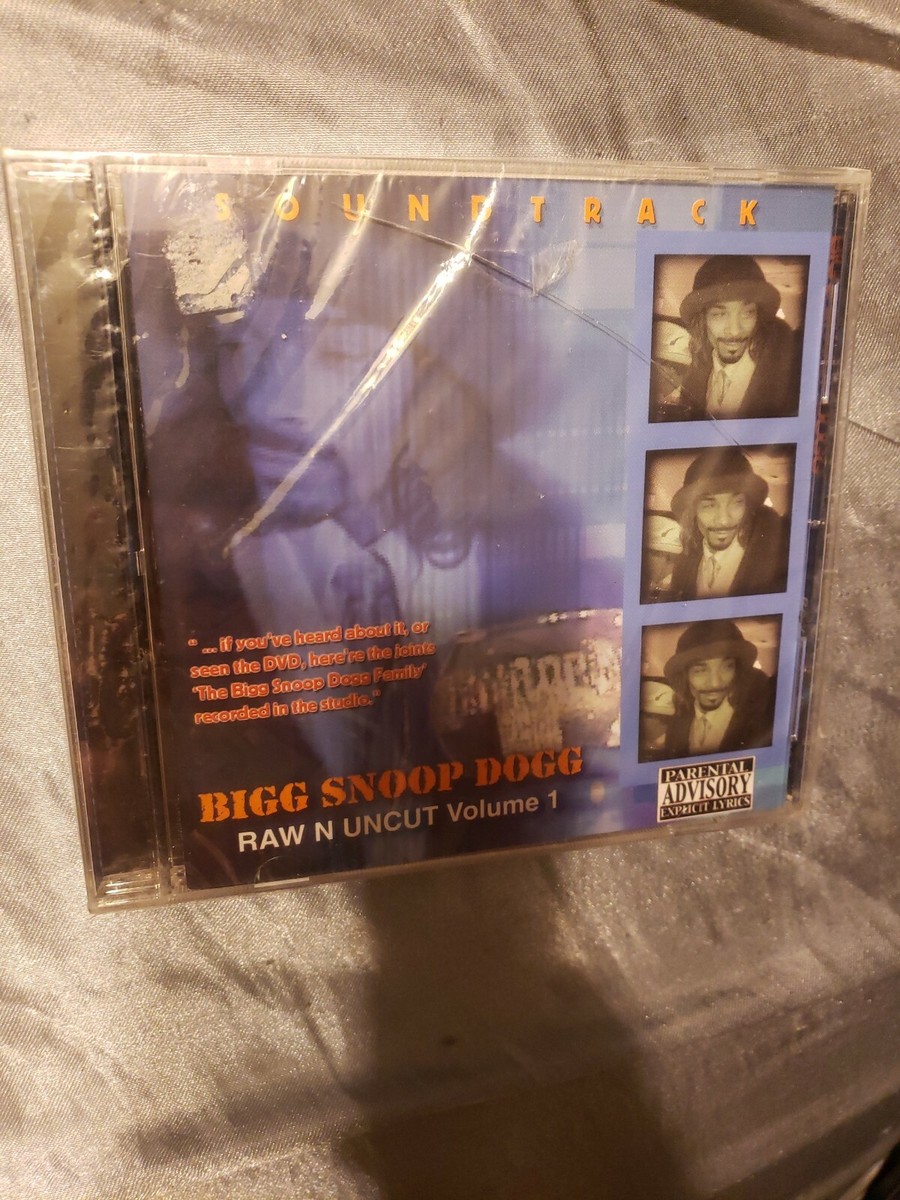 SOUNDTRACK
" ... if you've heard about it, or
seen the DVD, here're the joints
'The Bigg Snoop Dogg Family'
recorded in the studio."
BIGG SNOOP DOGG
RAW N UNCUT Volume 1
PARENTAL
ADVISORY
EXPLICIT LYRICS